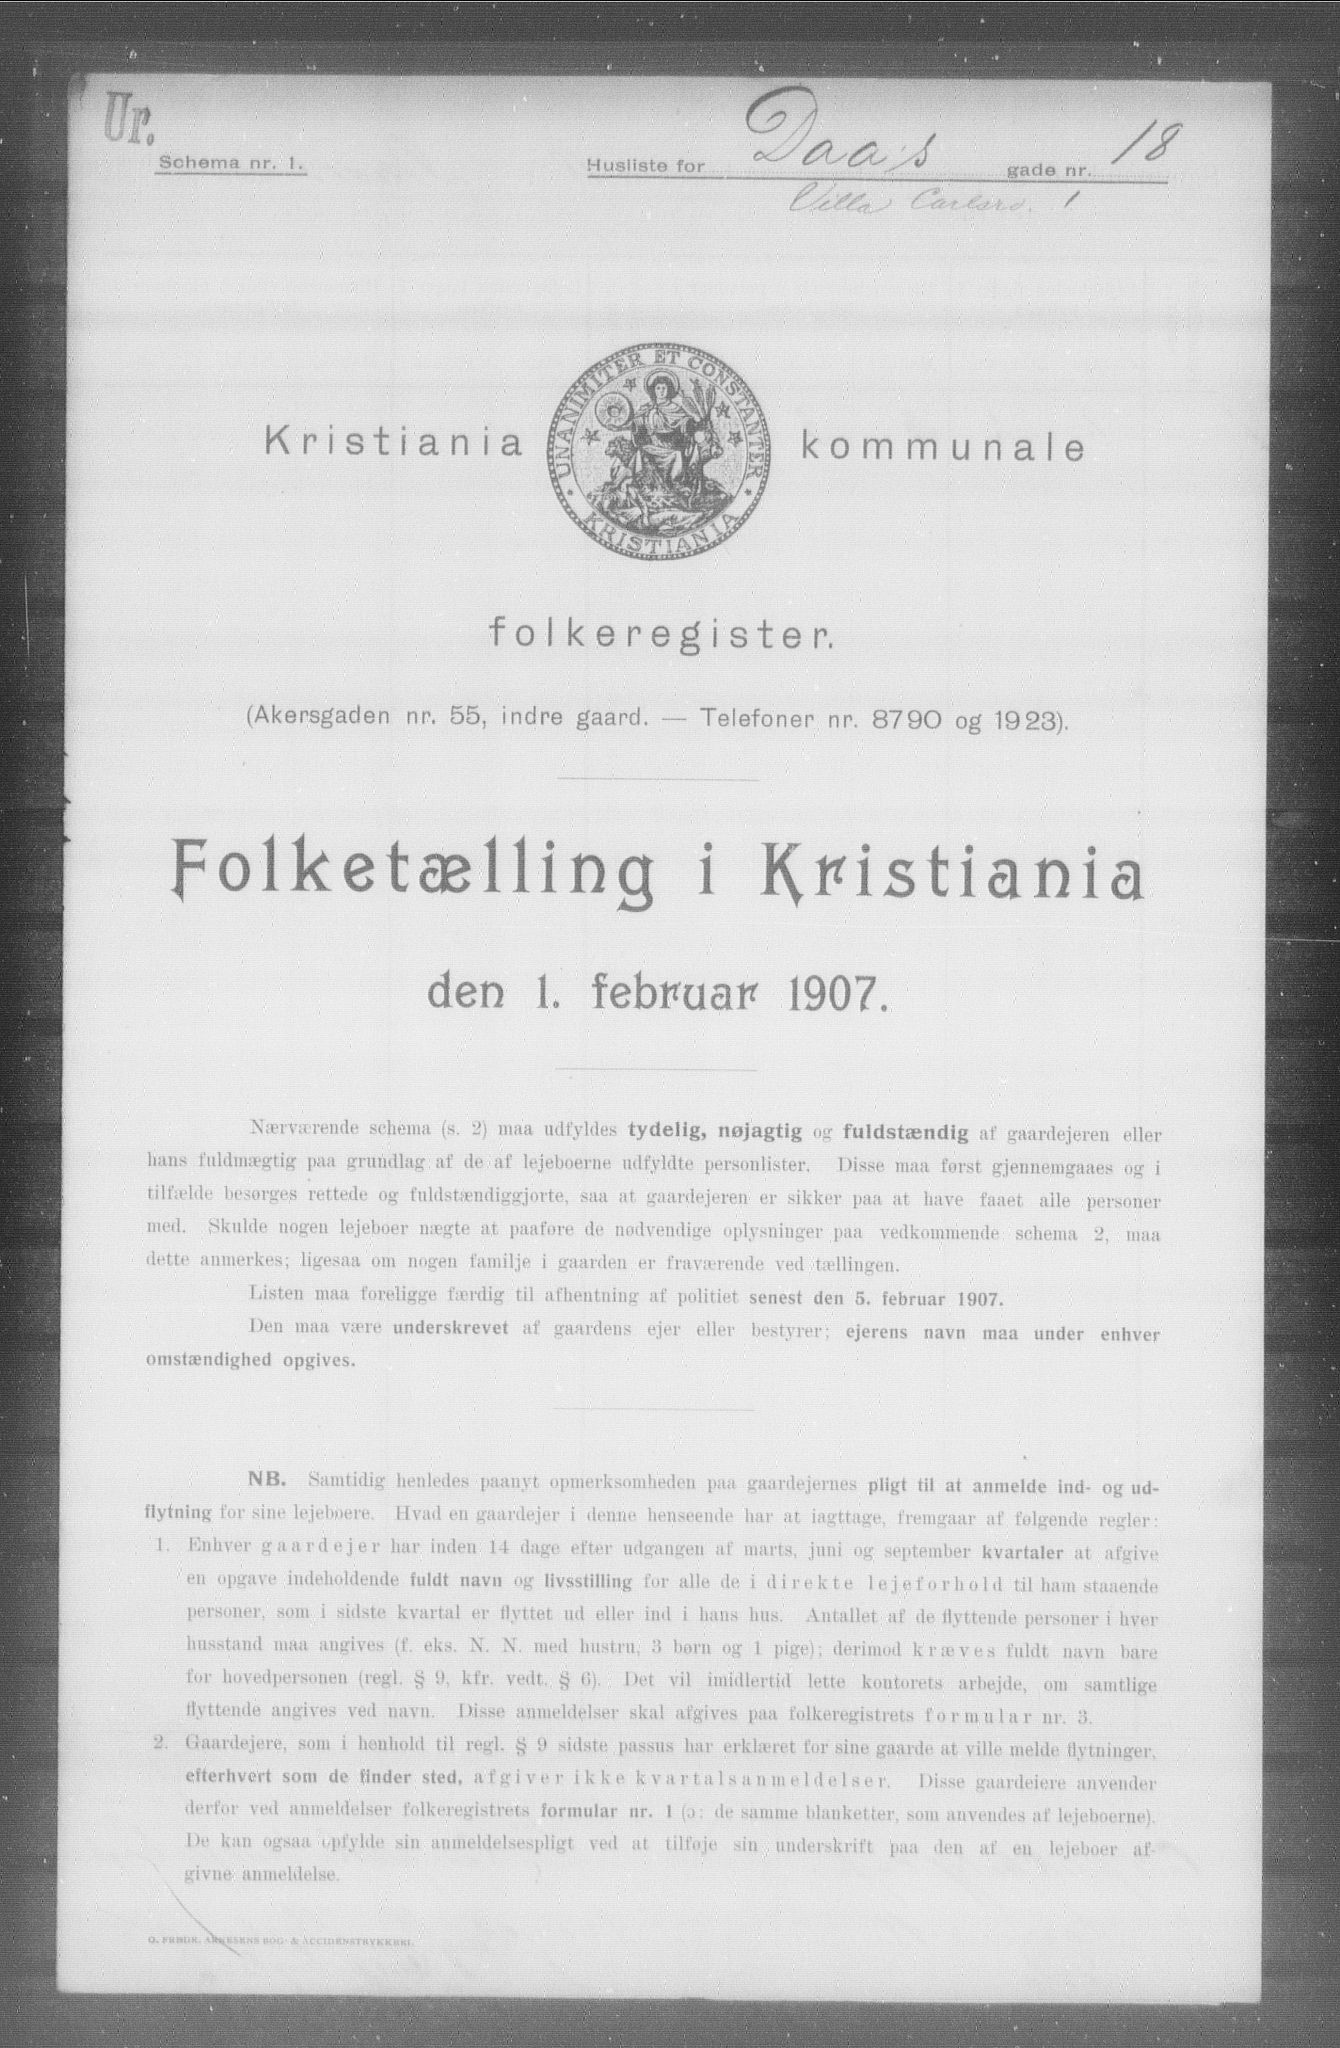 Ur.
Schema nr. 1.
Husliste for Daa's gade nr. 18
Villa Carlsro. 1
UNANIMITER ET CONSTANTER
KRISTIANIA
Kristiania kommunale
folkeregister.
(Akersgaden nr. 55, indre gaard. — Telefoner nr. 8790 og 1923).
Folketælling i Kristiania
den 1. februar 1907.
Nærværende schema (s. 2) maa udfyldes tydelig, nøjagtig og fuldstændig af gaardejeren eller
hans fuldmægtig paa grundlag af de af lejeboerne udfyldte personlister. Disse maa først gjennemgaaes og i
tilfælde besørges rettede og fuldstændiggjorte, saa at gaardejeren er sikker paa at have faaet alle personer
med. Skulde nogen lejeboer nægte at paaføre de nødvendige oplysninger paa vedkommende schema 2, maa
dette anmerkes; ligesaa om nogen familje i gaarden er fraværende ved tællingen.
Listen maa foreligge færdig til afhentning af politiet senest den 5. februar 1907.
Den maa være underskrevet af gaardens ejer eller bestyrer; ejerens navn maa under enhver
omstændighed opgives.
NB. Samtidig henledes paanyt opmerksomheden paa gaardejernes pligt til at anmelde ind- og ud-
flytning for sine lejeboere. Hvad en gaardejer i denne henseende har at iagttage, fremgaar af følgende regler:
1. Enhver gaardejer har inden 14 dage efter udgangen af marts, juni og september kvartaler at afgive
en opgave indeholdende fuldt navn og livsstilling for alle de i direkte lejeforhold til ham staaende
personer, som i sidste kvartal er flyttet ud eller ind i hans hus. Antallet af de flyttende personer i hver
husstand maa angives (f. eks. N. N. med hustru, 3 børn og 1 pige); derimod kræves fuldt navn bare
for hovedpersonen (regl. § 9, kfr. vedt. § 6). Det vil imidlertid lette kontorets arbejde, om samtlige
flyttende angives ved navn. Disse anmeldelser skal afgives paa folkeregistrets formular nr. 3.
2. Gaardejere, som i henhold til regl. § 9 sidste passus har erklæret for sine gaarde at ville melde flytninger,
efterhvert som de finder sted, afgiver ikke kvartalsanmeldelser. Disse gaardeiere anvender
derfor ved anmeldelser folkeregistrets formular nr. 1 (ɔ: de samme blanketter, som anvendes af lejeboerne).
De kan ogsaa opfylde sin anmeldelsespligt ved at tilføje sin underskrift paa den af en lejeboer af-
givne anmeldelse.
O. FREDR. ARNESENS BOG- & ACCIDENSTRYKKERI.